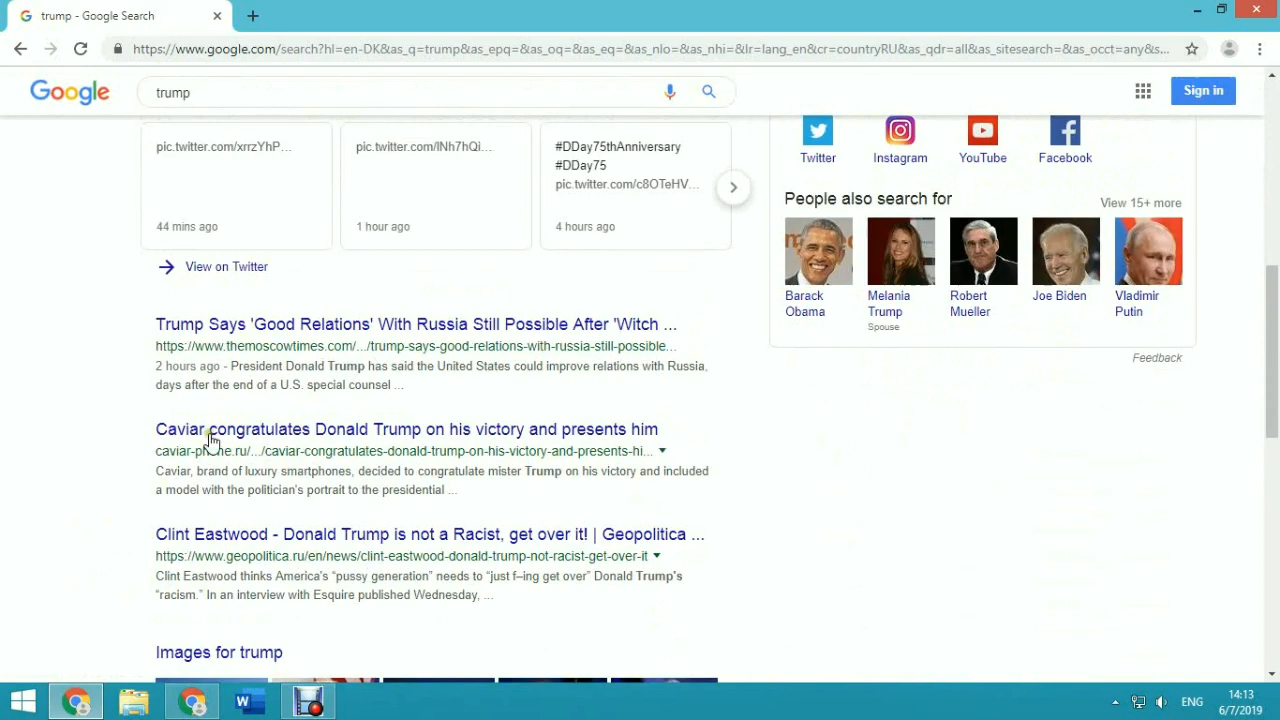 trump - Google Search
https://www.google.com/search?hl=en-DK&as_q=trump&as_epq=&as_oq=&as_eq=&as_nlo=&as_nhi=&lr=lang_en&cr=countryRU&as_qdr=all&as_sitesearch=&as_occt=any&s...
Google
trump
Sign in
pic.twitter.com/xrrzYhP...
44 mins ago
pic.twitter.com/lNh7hQi...
1 hour ago
#DDay75thAnniversary
#DDay75
pic.twitter.com/c8OTeHV...
4 hours ago
View on Twitter
Trump Says 'Good Relations' With Russia Still Possible After 'Witch ...
https://www.themoscowtimes.com/.../trump-says-good-relations-with-russia-still-possible...
2 hours ago - President Donald Trump has said the United States could improve relations with Russia,
days after the end of a U.S. special counsel ...
Caviar congratulates Donald Trump on his victory and presents him
caviar-ph ne.ru/.../caviar-congratulates-donald-trump-on-his-victory-and-presents-hi...
Caviar, brand of luxury smartphones, decided to congratulate mister Trump on his victory and included
a model with the politician's portrait to the presidential ...
Clint Eastwood - Donald Trump is not a Racist, get over it! | Geopolitica ...
https://www.geopolitica.ru/en/news/clint-eastwood-donald-trump-not-racist-get-over-it
Clint Eastwood thinks America's "pussy generation" needs to "just f–ing get over" Donald Trump's
"racism." In an interview with Esquire published Wednesday, ...
Images for trump
Twitter
Instagram
YouTube
Facebook
People also search for
View 15+ more
Barack
Obama
Melania
Trump
Spouse
Robert
Mueller
Joe Biden
Vladimir
Putin
Feedback
ENG
14:13
6/7/2019